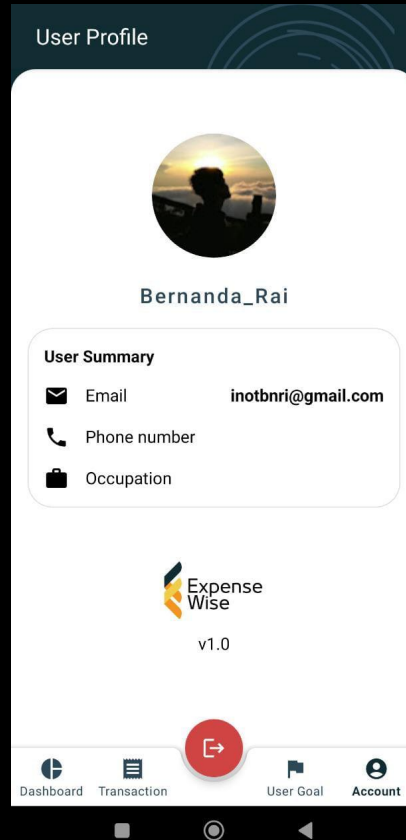 User Profile
Bernanda_Rai
User Summary
Email inotbnri@gmail.com
Phone number
Occupation
Expense
Wise
v1.0
Dashboard Transaction User Goal Account